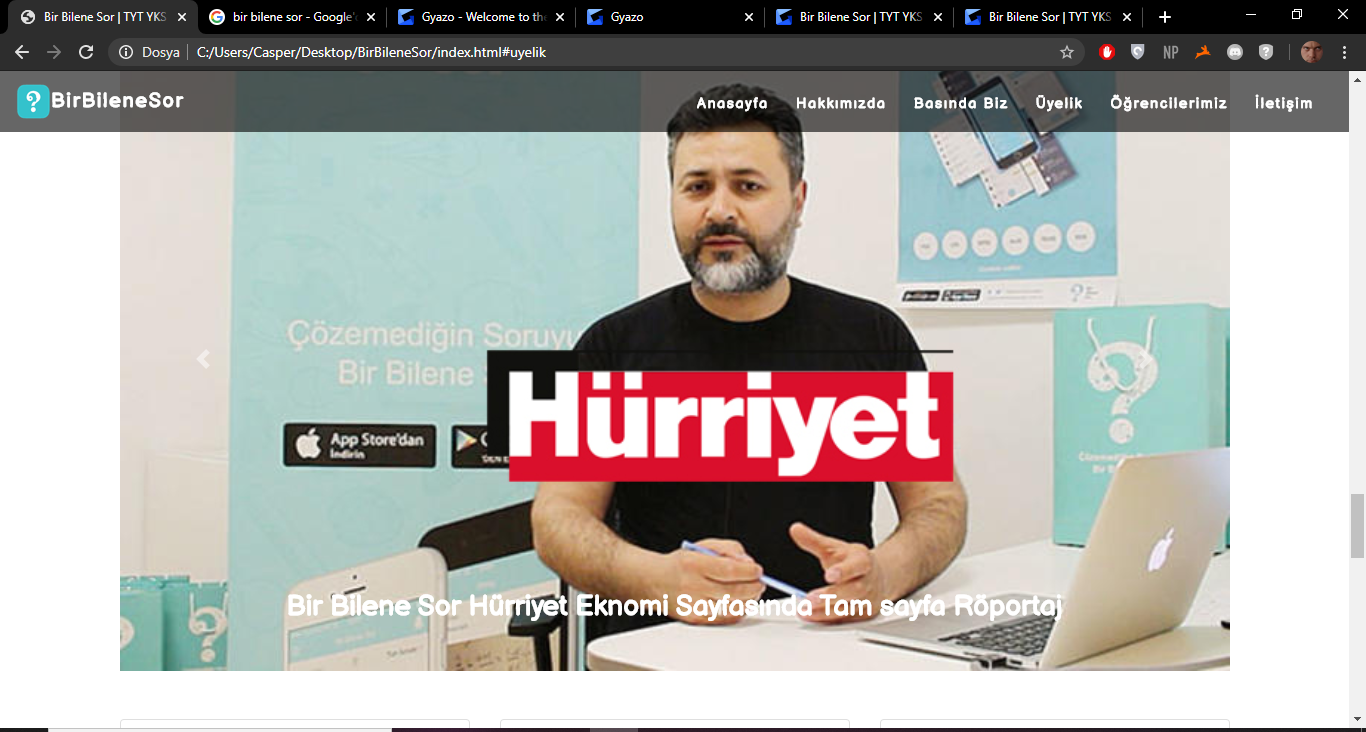 Bir Bilene Sor | TYT YKS
bir bilene sor - Google'
Gyazo - Welcome to the
Gyazo
Bir Bilene Sor | TYT YKS
Bir Bilene Sor | TYT YKS
Dosya
C:/Users/Casper/Desktop/BirBileneSor/index.html#uyelik
NP
? BirBileneSor
Anasayfa Hakkımızda Basında Biz Üyelik Öğrencilerimiz İletişim
Çözemediğin Soruyu
Bir Bilene
App Store'dan
İndirin
Hürriyet
Bir Bilene Sor Hürriyet Eknomi Sayfasında Tam sayfa Röportaj